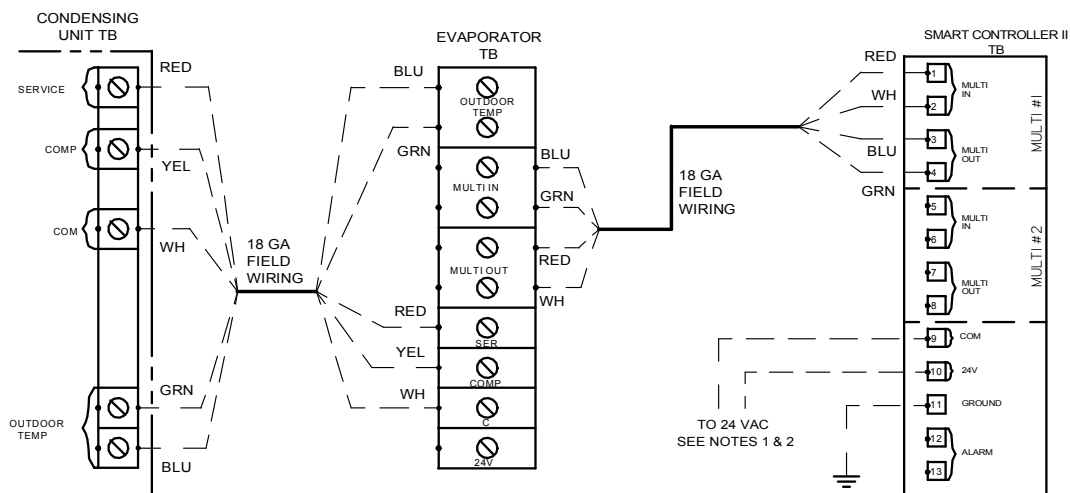 CONDENSING
UNIT TB
SERVICE
COMP
COM
OUTDOOR
TEMP
RED
YEL
WH
GRN
BLU
18 GA
FIELD
WIRING
EVAPORATOR
TB
BLU
GRN
RED
YEL
WH
OUTDOOR
TEMP
MULTI IN
MULTI OUT
SER
COMP
C
24V
BLU
GRN
RED
WH
18 GA
FIELD
WIRING
SMART CONTROLLER II
TB
RED
WH
BLU
GRN
1
2
3
4
5
6
7
8
9
10
11
12
13
MULTI
IN
MULTI
OUT
MULTI #1
MULTI
IN
MULTI
OUT
MULTI #2
COM
24V
GROUND
ALARM
TO 24 VAC
SEE NOTES 1 & 2